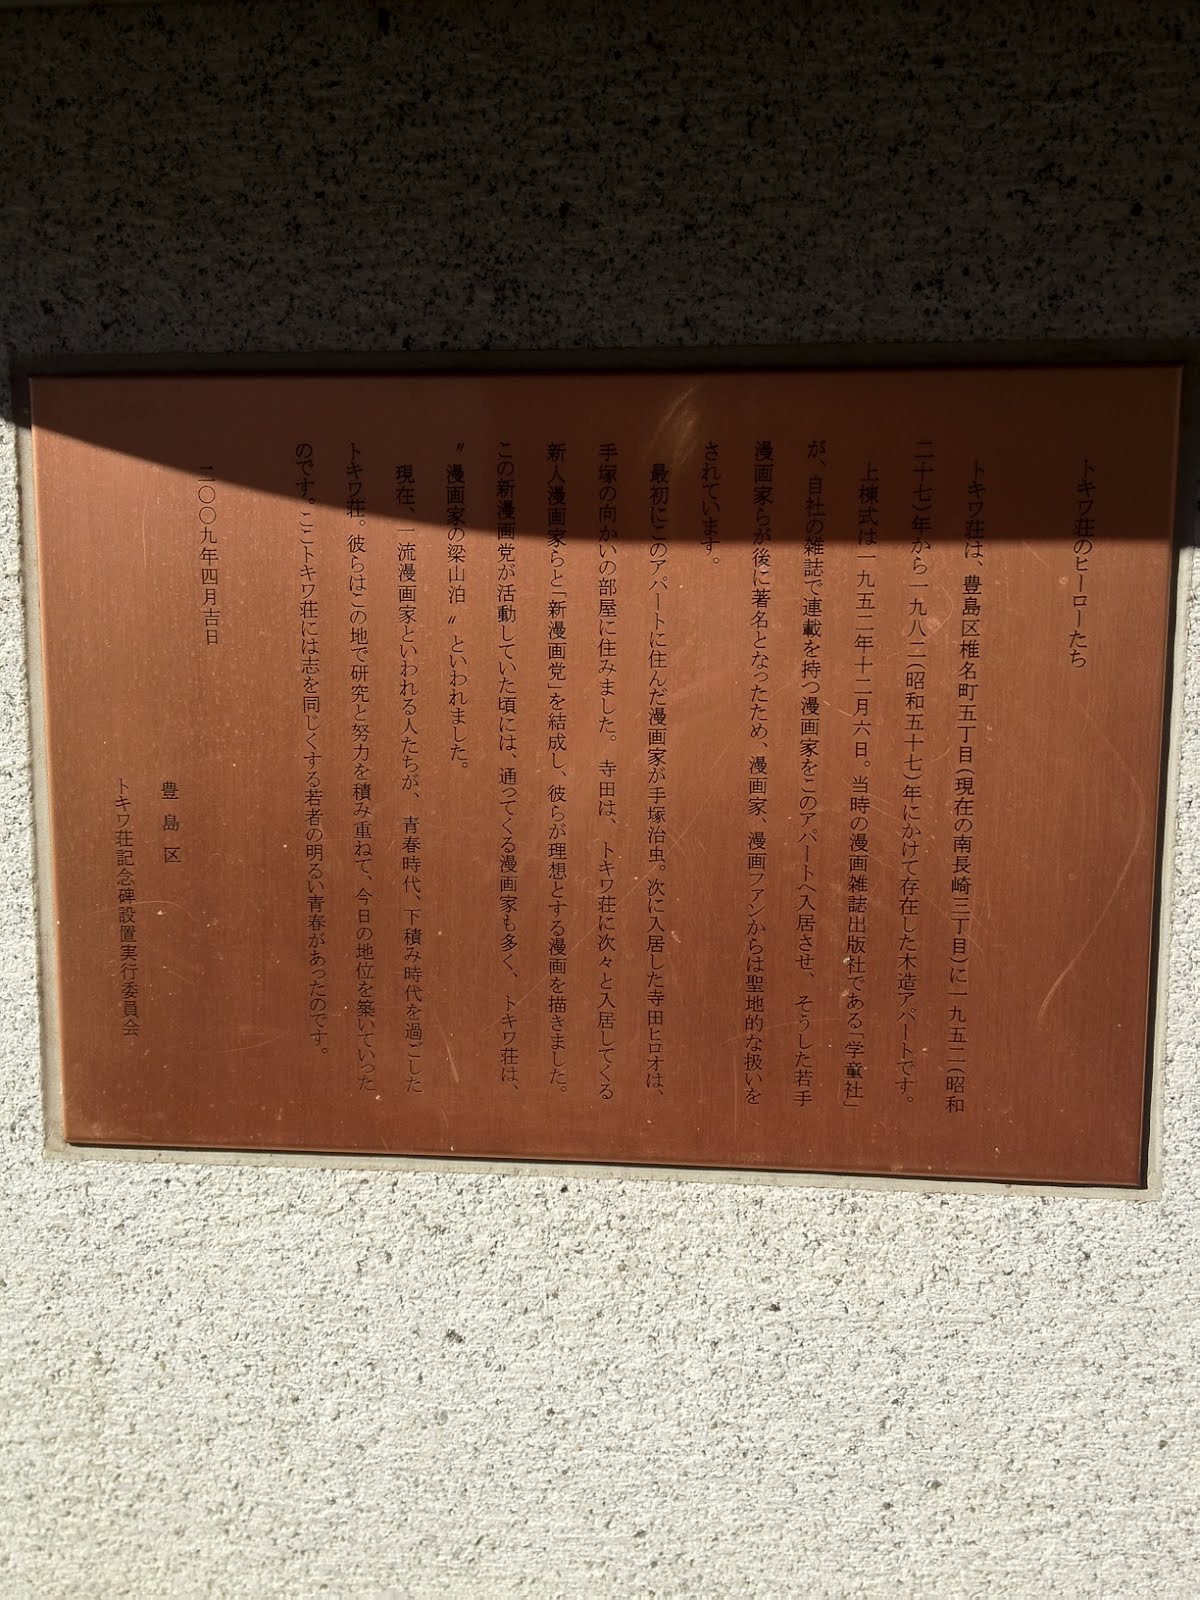 トキワ荘のヒーローたち
トキワ荘は、豊島区椎名町五丁目(現在の南長崎三丁目)に一九五二(昭和
二十七)年から一九八二(昭和五十七)年にかけて存在した木造アパートです。
上棟式は一九五二年十二月六日。当時の漫画雑誌出版社である「学童社」
が、自社の雑誌で連載を持つ漫画家をこのアパートへ入居させ、そうした若手
漫画家らが後に著名となったため、漫画家、漫画ファンからは聖地的な扱いを
されています。
最初にこのアパートに住んだ漫画家が手塚治虫。次に入居した寺田ヒロオは、
手塚の向かいの部屋に住みました。寺田は、トキワ荘に次々と入居してくる
新人漫画家らと「新漫画党」を結成し、彼らが理想とする漫画を描きました。
この新漫画党が活動していた頃には、通ってくる漫画家も多く、トキワ荘は、
〝漫画家の梁山泊〟といわれました。
現在、一流漫画家といわれる人たちが、青春時代、下積み時代を過ごした
トキワ荘。彼らはこの地で研究と努力を積み重ねて、今日の地位を築いていった
のです。ここトキワ荘には志を同じくする若者の明るい青春があったのです。
二〇〇九年四月吉日
豊島区
トキワ荘記念碑設置実行委員会